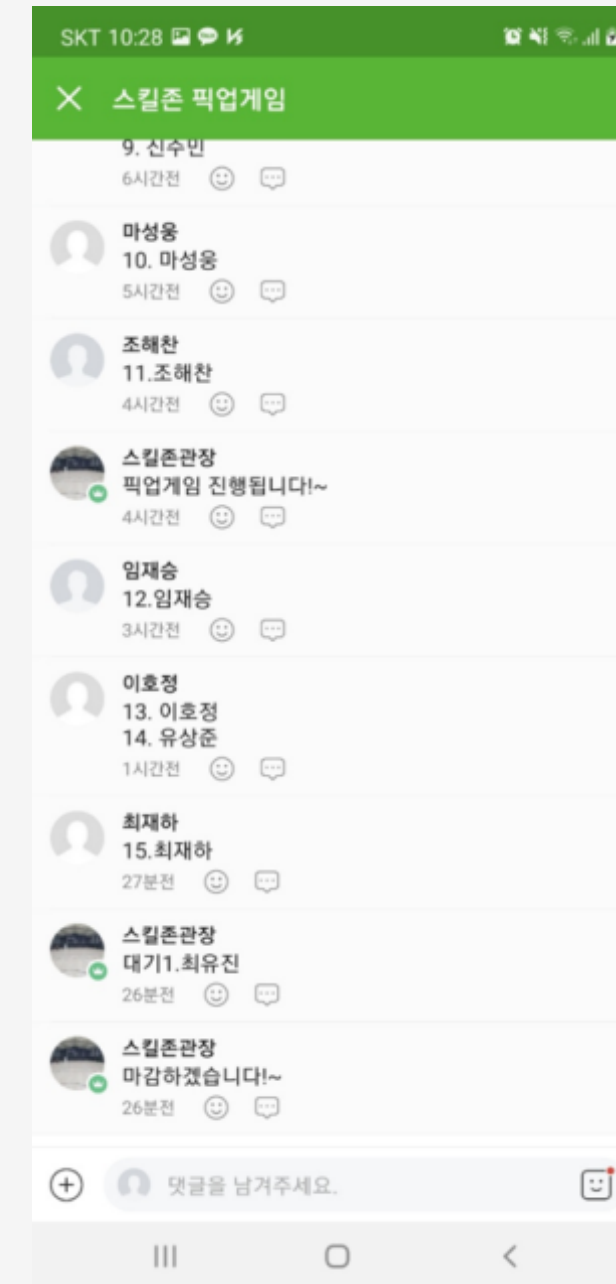 SKT 10:28
스킬존 픽업게임
9. 신수민
6시간전
마성웅
10. 마성웅
5시간전
조해찬
11.조해찬
4시간전
스킬존관장
픽업게임 진행됩니다!~
4시간전
임재승
12.임재승
3시간전
이호정
13. 이호정
14. 유상준
1시간전
최재하
15.최재하
27분전
스킬존관장
대기1.최유진
26분전
스킬존관장
마감하겠습니다!~
26분전
댓글을 남겨주세요.